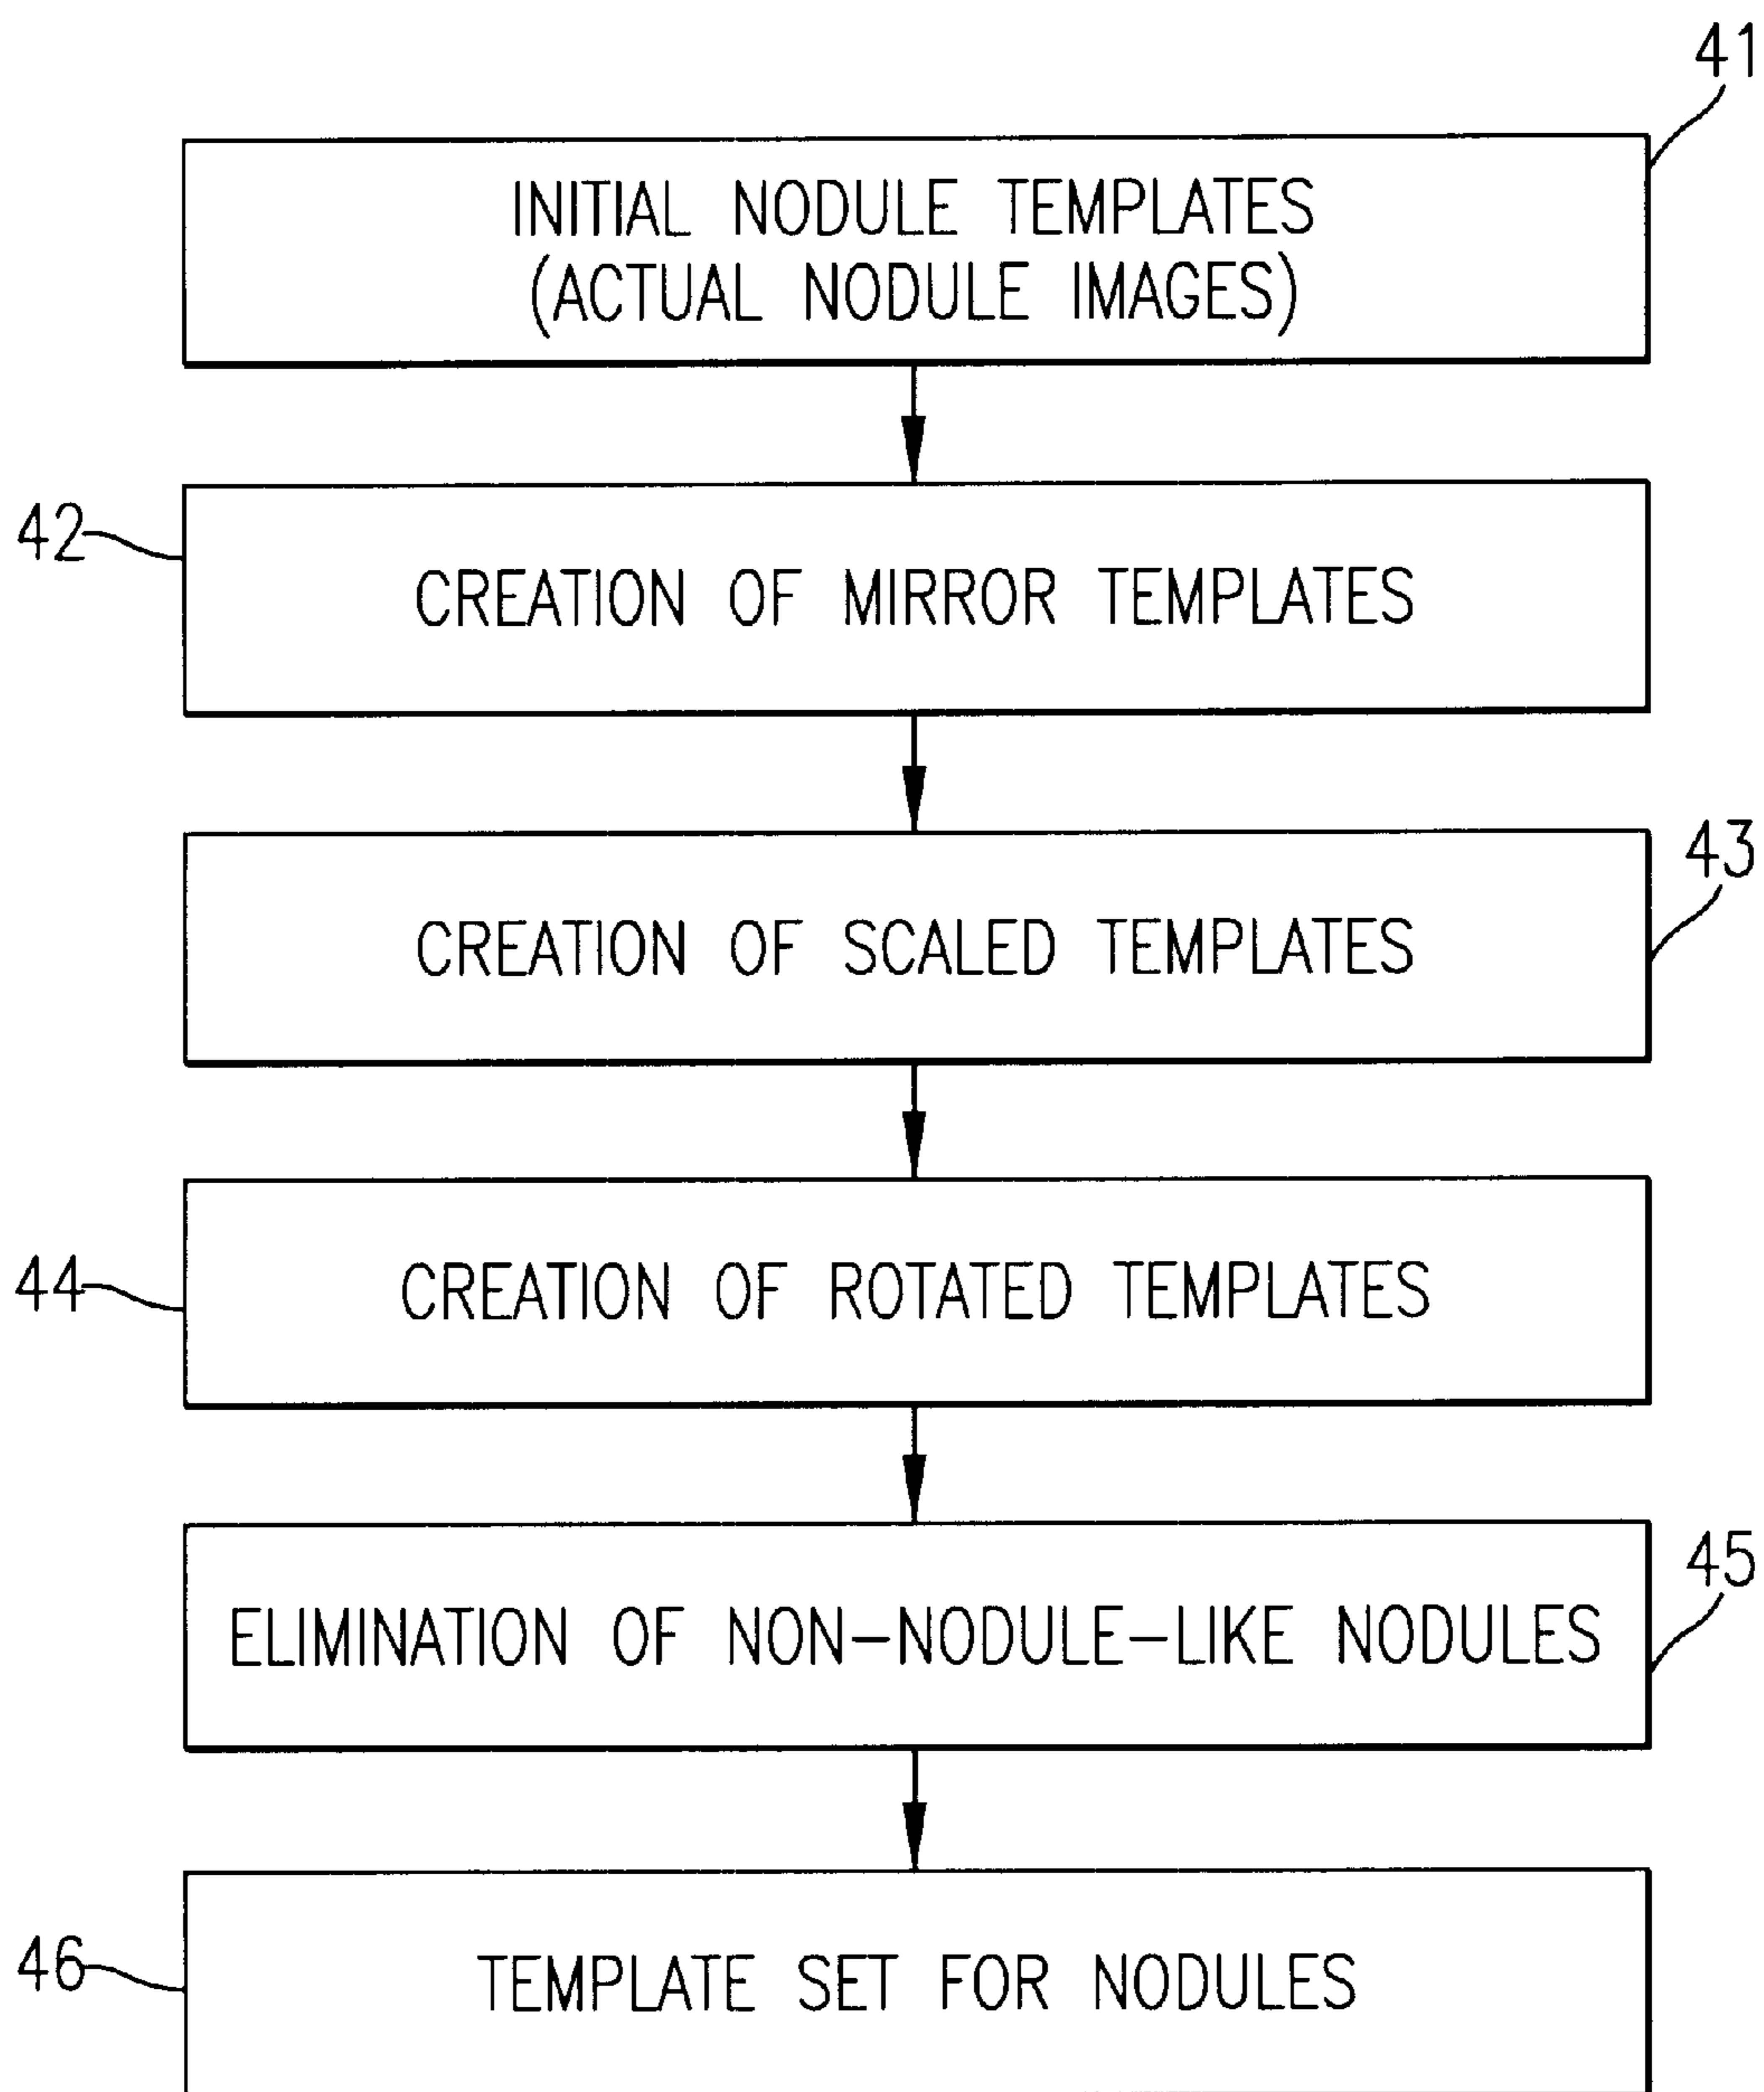 41
INITIAL NODULE TEMPLATES
(ACTUAL NODULE IMAGES)
42
CREATION OF MIRROR TEMPLATES
43
CREATION OF SCALED TEMPLATES
44
CREATION OF ROTATED TEMPLATES
45
ELIMINATION OF NON-NODULE-LIKE NODULES
46
TEMPLATE SET FOR NODULES